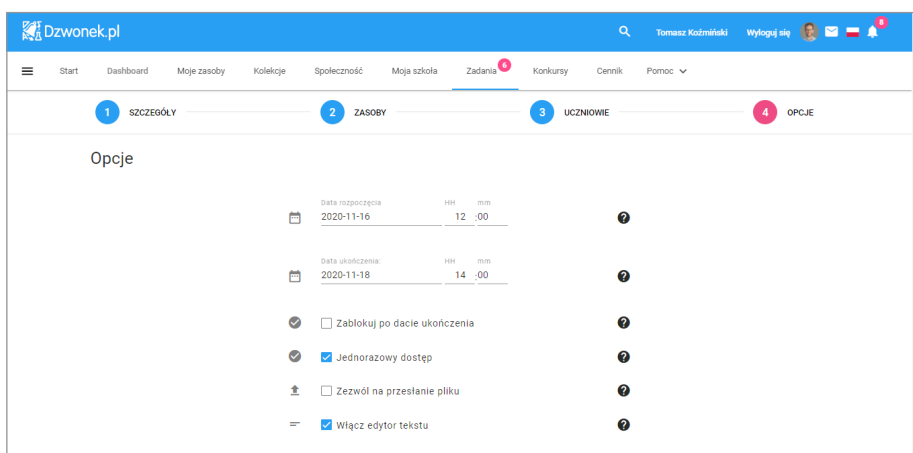 Dzwonek.pl
Tomasz Koźmiński Wyloguj się 8
Start Dashboard Moje zasoby Kolekcje Społeczność Moja szkoła Zadania 6 Konkursy Cennik Pomoc
1 SZCZEGÓŁY 2 ZASOBY 3 UCZNIOWIE 4 OPCJE
Opcje
Data rozpoczęcia HH mm
2020-11-16 12 :00 ?
Data ukończenia: HH mm
2020-11-18 14 :00 ?
Zablokuj po dacie ukończenia ?
Jednorazowy dostęp ?
Zezwól na przesłanie pliku ?
Włącz edytor tekstu ?